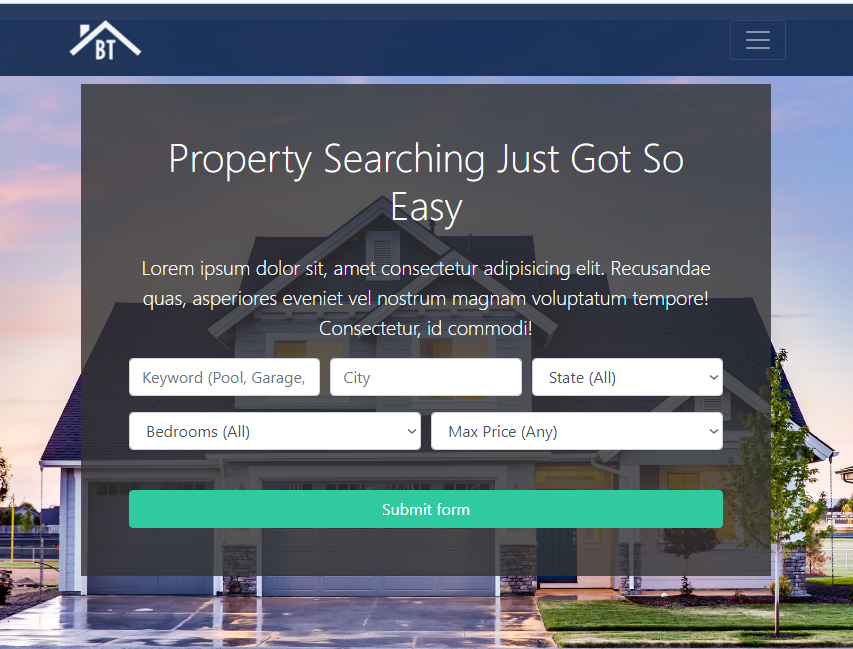 BT
Property Searching Just Got So
Easy
Lorem ipsum dolor sit, amet consectetur adipisicing elit. Recusandae
quas, asperiores eveniet vel nostrum magnam voluptatum tempore!
Consectetur, id commodi!
Keyword (Pool, Garage, City State (All)
Bedrooms (All) Max Price (Any)
Submit form